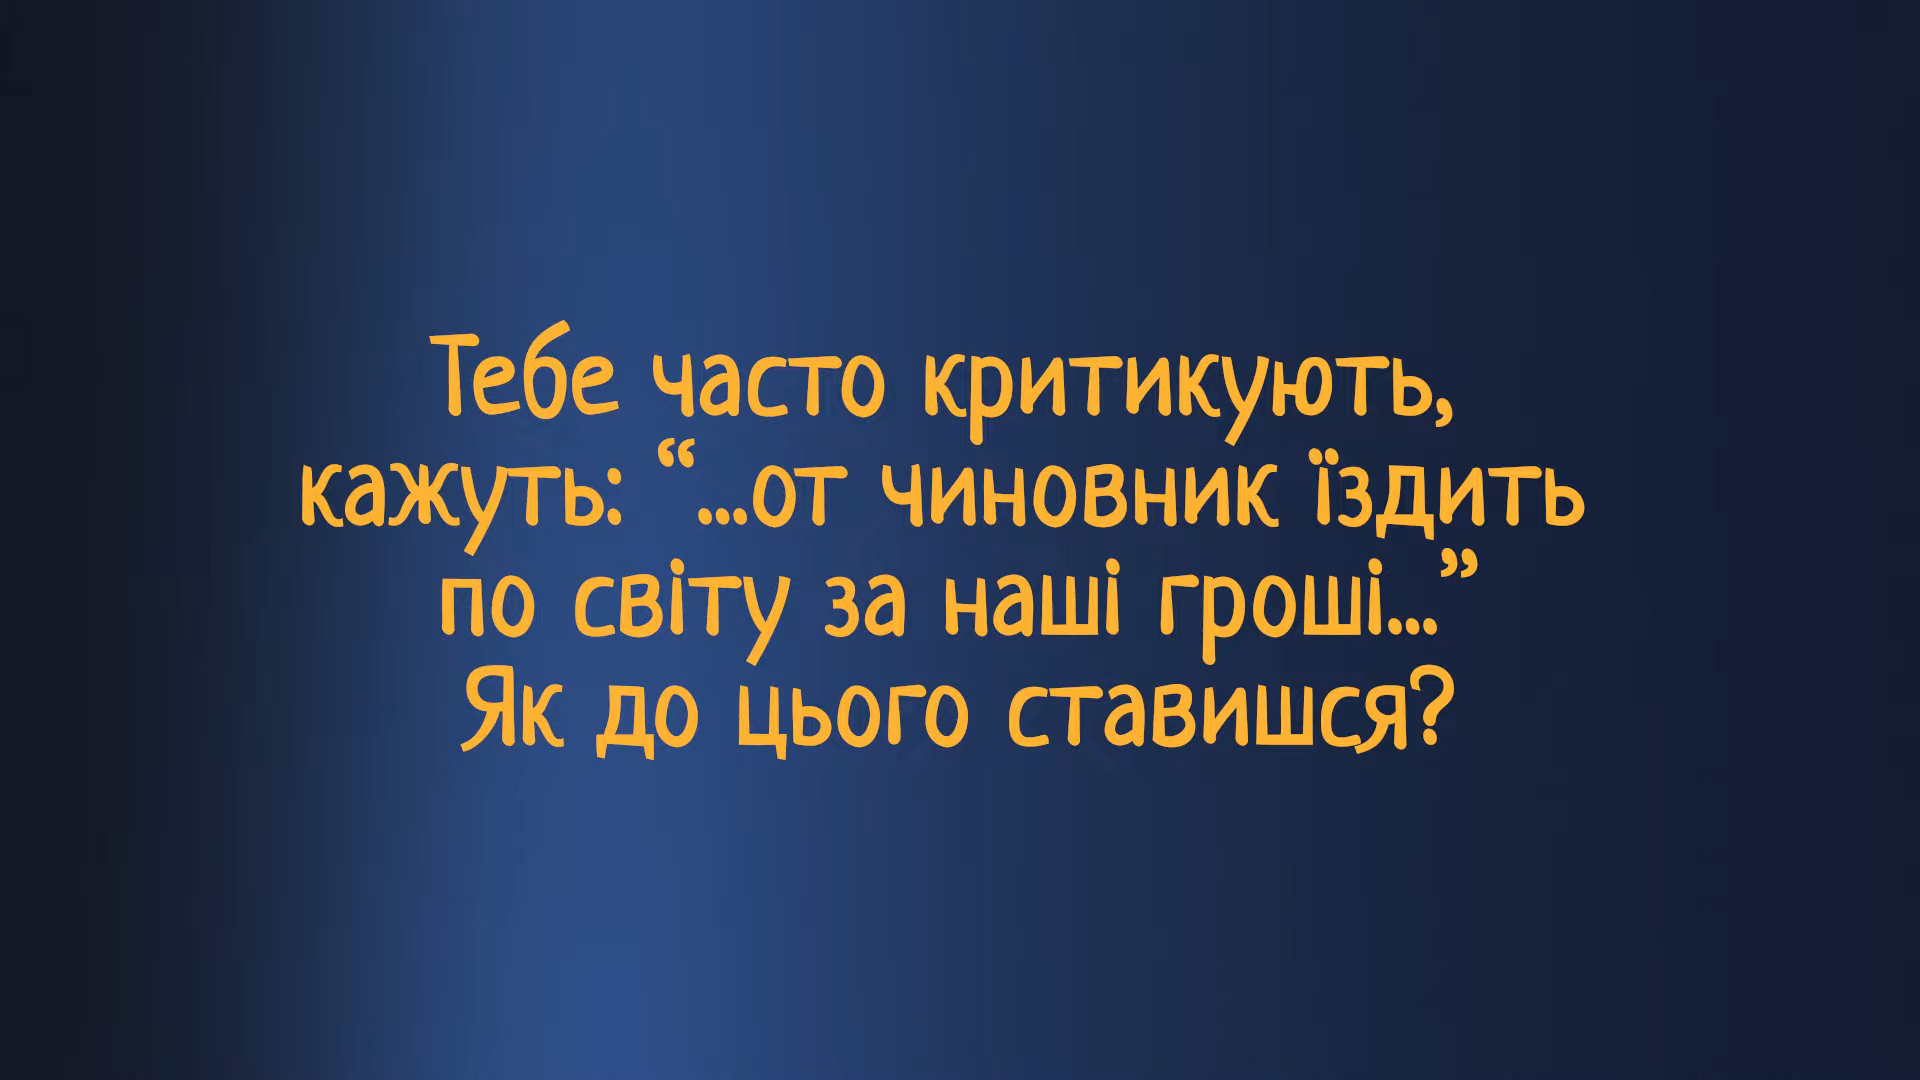 Тебе часто критикують,
кажуть: “...от чиновник їздить
по світу за наші гроші...”
Як до цього ставишся?